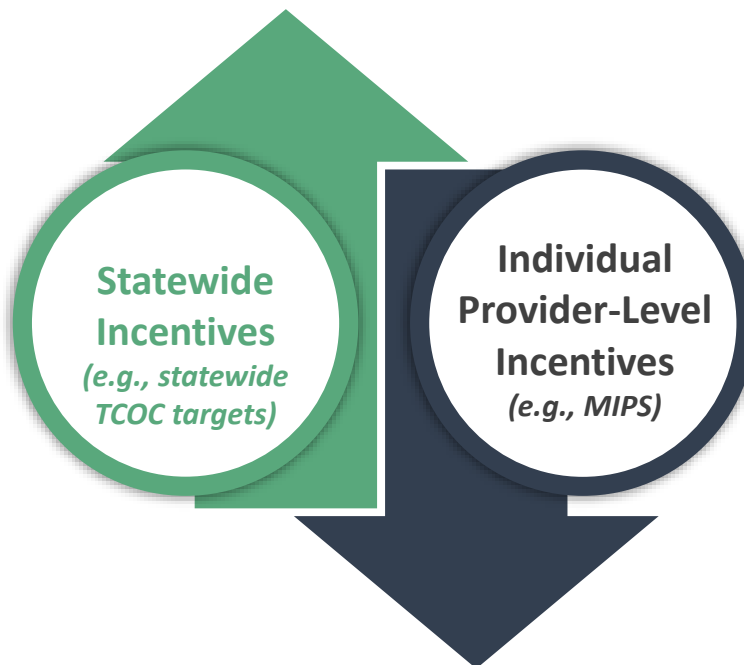 Statewide
Incentives
(e.g., statewide
TCOC targets)
Individual
Provider-Level
Incentives
(e.g., MIPS)